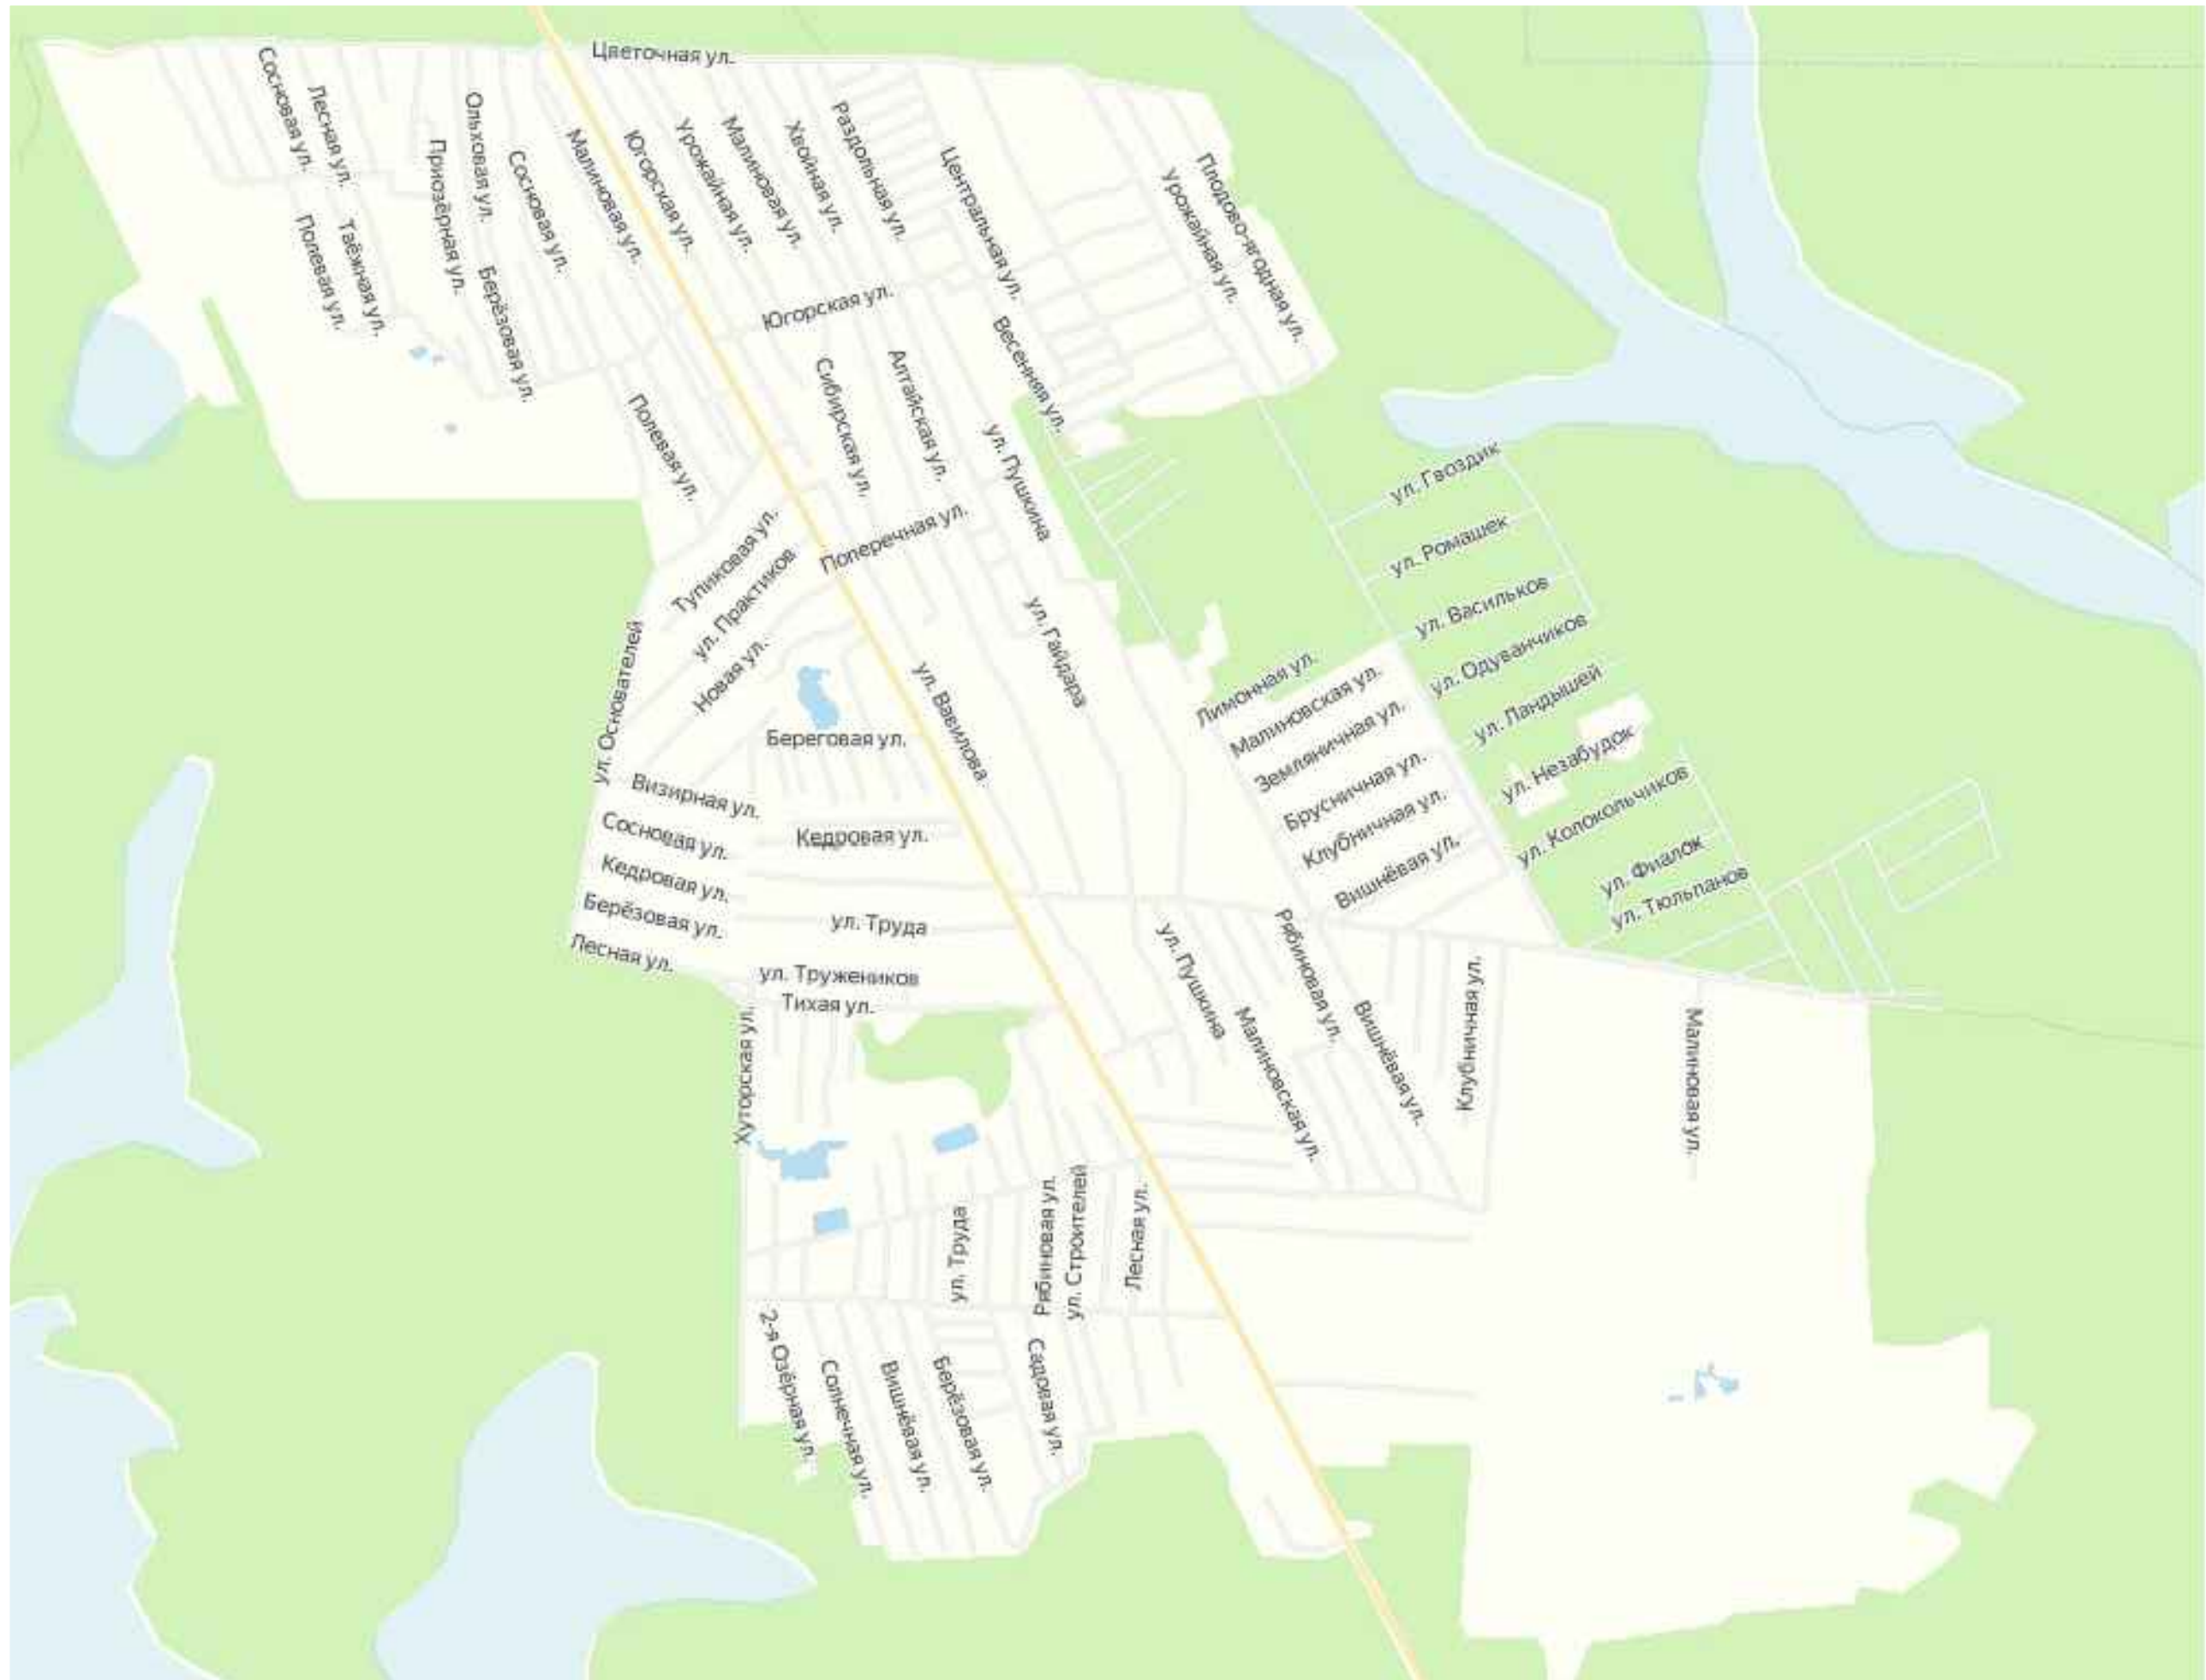 Цветочная ул.
Сосновая ул.
Лесная ул.
Ольховая ул.
Приозёрная ул.
Сосновая ул.
Малиновая ул.
Югорская ул.
Урожайная ул.
Малиновая ул.
Хвойная ул.
Раздольная ул.
Центральная ул.
Плодово-ягодная ул.
Урожайная ул.
Полевая ул.
Таёжная ул.
Берёзовая ул.
Югорская ул.
Весенняя ул.
Сибирская ул.
Алтайская ул.
Полевая ул.
ул. Пушкина
ул. Гвоздик
Тупиковая ул.
Поперечная ул.
ул. Ромашек
ул. Практиков
ул. Васильков
ул. Основателей
Новая ул.
ул. Гайдара
ул. Одуванчиков
Лимонная ул.
ул. Вавилова
Малиновская ул.
ул. Ландышей
Береговая ул.
Земляничная ул.
ул. Незабудок
Визирная ул.
Брусничная ул.
ул. Колокольчиков
Сосновая ул.
Кедровая ул.
Клубничная ул.
Кедровая ул.
Вишнёвая ул.
ул. Фиалок
Берёзовая ул.
ул. Труда
ул. Тюльпанов
Лесная ул.
ул. Тружеников
Тихая ул.
ул. Пушкина
Рябиновая ул.
Хуторская ул.
Малиновская ул.
Вишнёвая ул.
Клубничная ул.
Малиновая ул.
ул. Труда
Рябиновая ул.
ул. Строителей
Лесная ул.
2-я Озёрная ул.
Солнечная ул.
Вишнёвая ул.
Берёзовая ул.
Садовая ул.